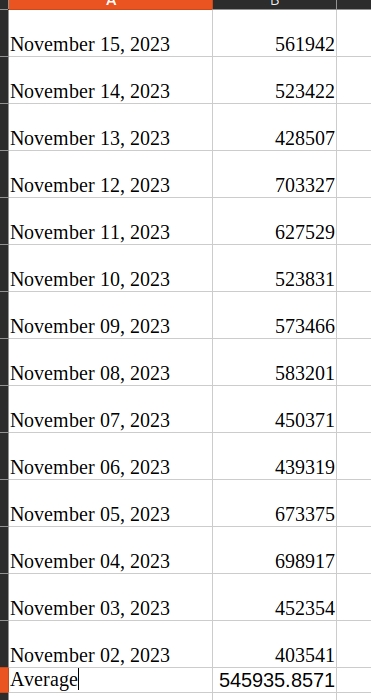 A B
November 15, 2023 561942
November 14, 2023 523422
November 13, 2023 428507
November 12, 2023 703327
November 11, 2023 627529
November 10, 2023 523831
November 09, 2023 573466
November 08, 2023 583201
November 07, 2023 450371
November 06, 2023 439319
November 05, 2023 673375
November 04, 2023 698917
November 03, 2023 452354
November 02, 2023 403541
Average 545935.8571